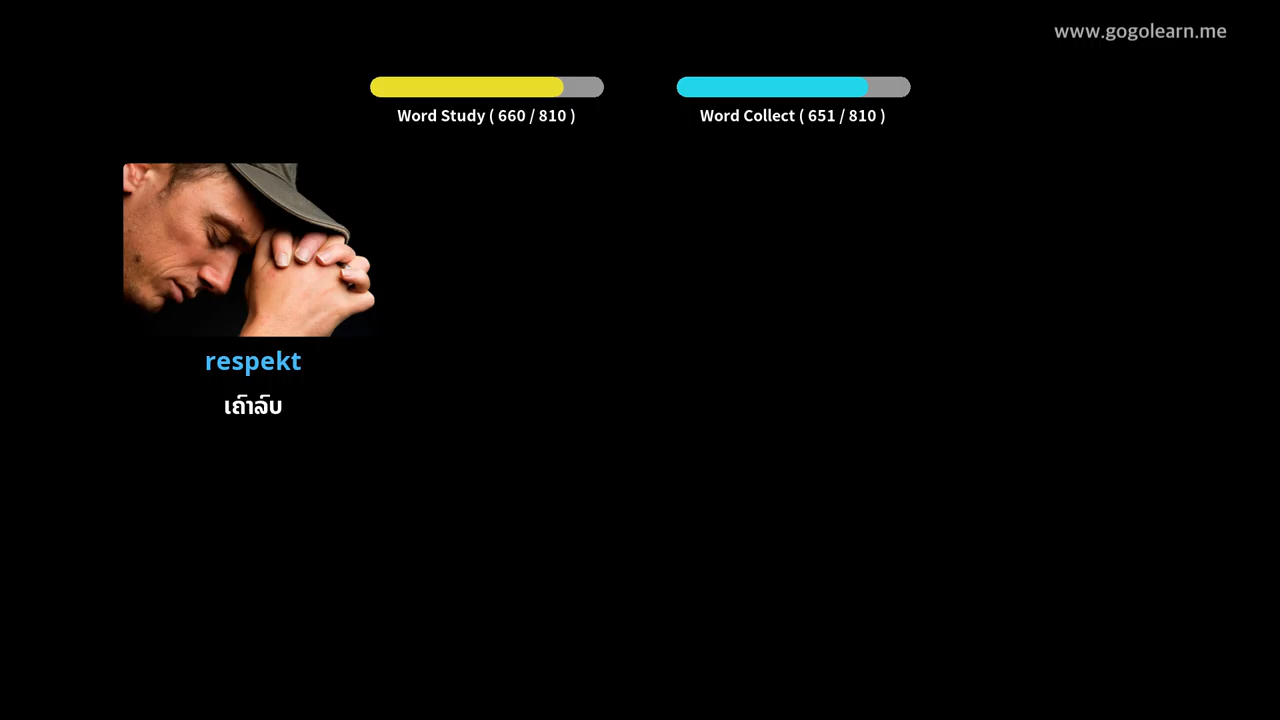 www.gogolearn.me
Word Study ( 660 / 810 )
Word Collect ( 651 / 810 )
respekt
ເຄົາລົບ